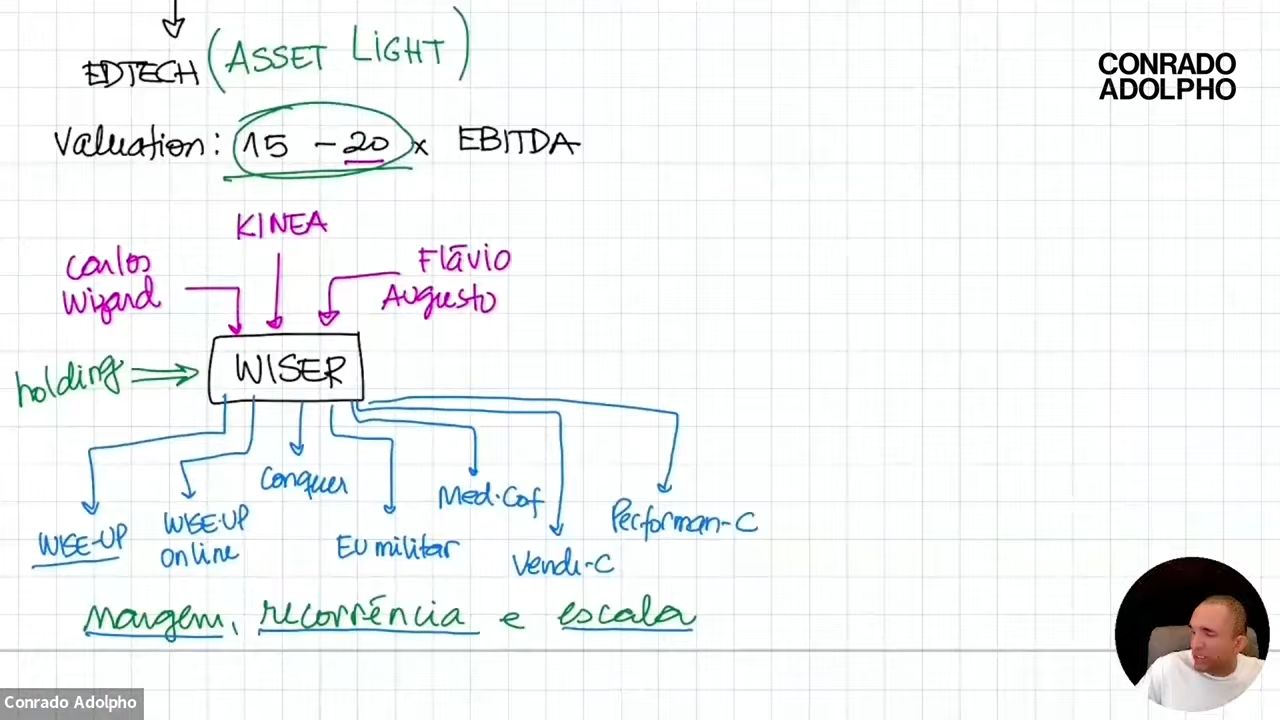 EDTECH (ASSET LIGHT)
CONRADO
ADOLPHO
Valuation: 15 - 20 x EBITDA
KINEA
Carlos
Wizard
Flávio
Augusto
holding
WISER
WISE-UP
WISE-UP
online
Conquer
EU militar
Med.Cof
Vende-C
Performan-C
margem, recorrência e escala
Conrado Adolpho